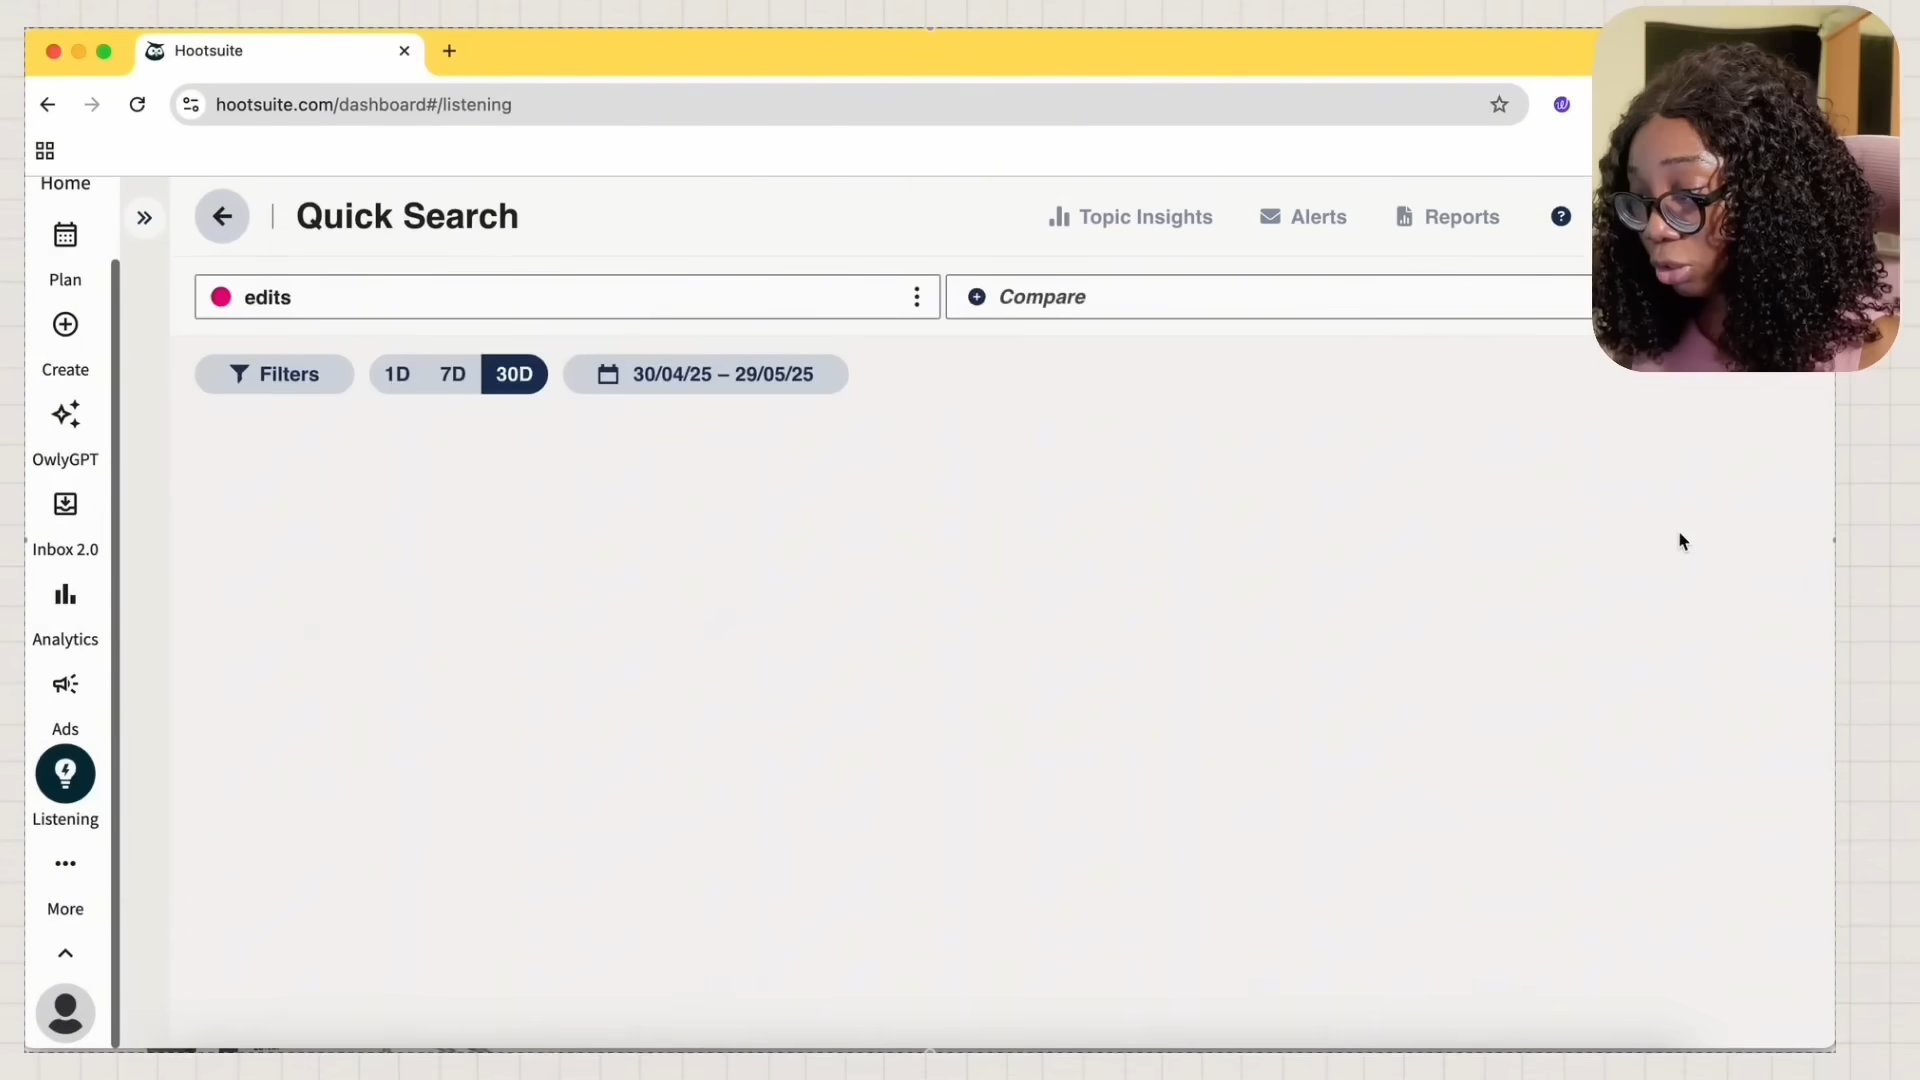 Hootsuite
hootsuite.com/dashboard#/listening
Home
Plan
Create
OwlyGPT
Inbox 2.0
Analytics
Ads
Listening
More
Quick Search
Topic Insights
Alerts
Reports
edits
Compare
Filters
1D
7D
30D
30/04/25 – 29/05/25